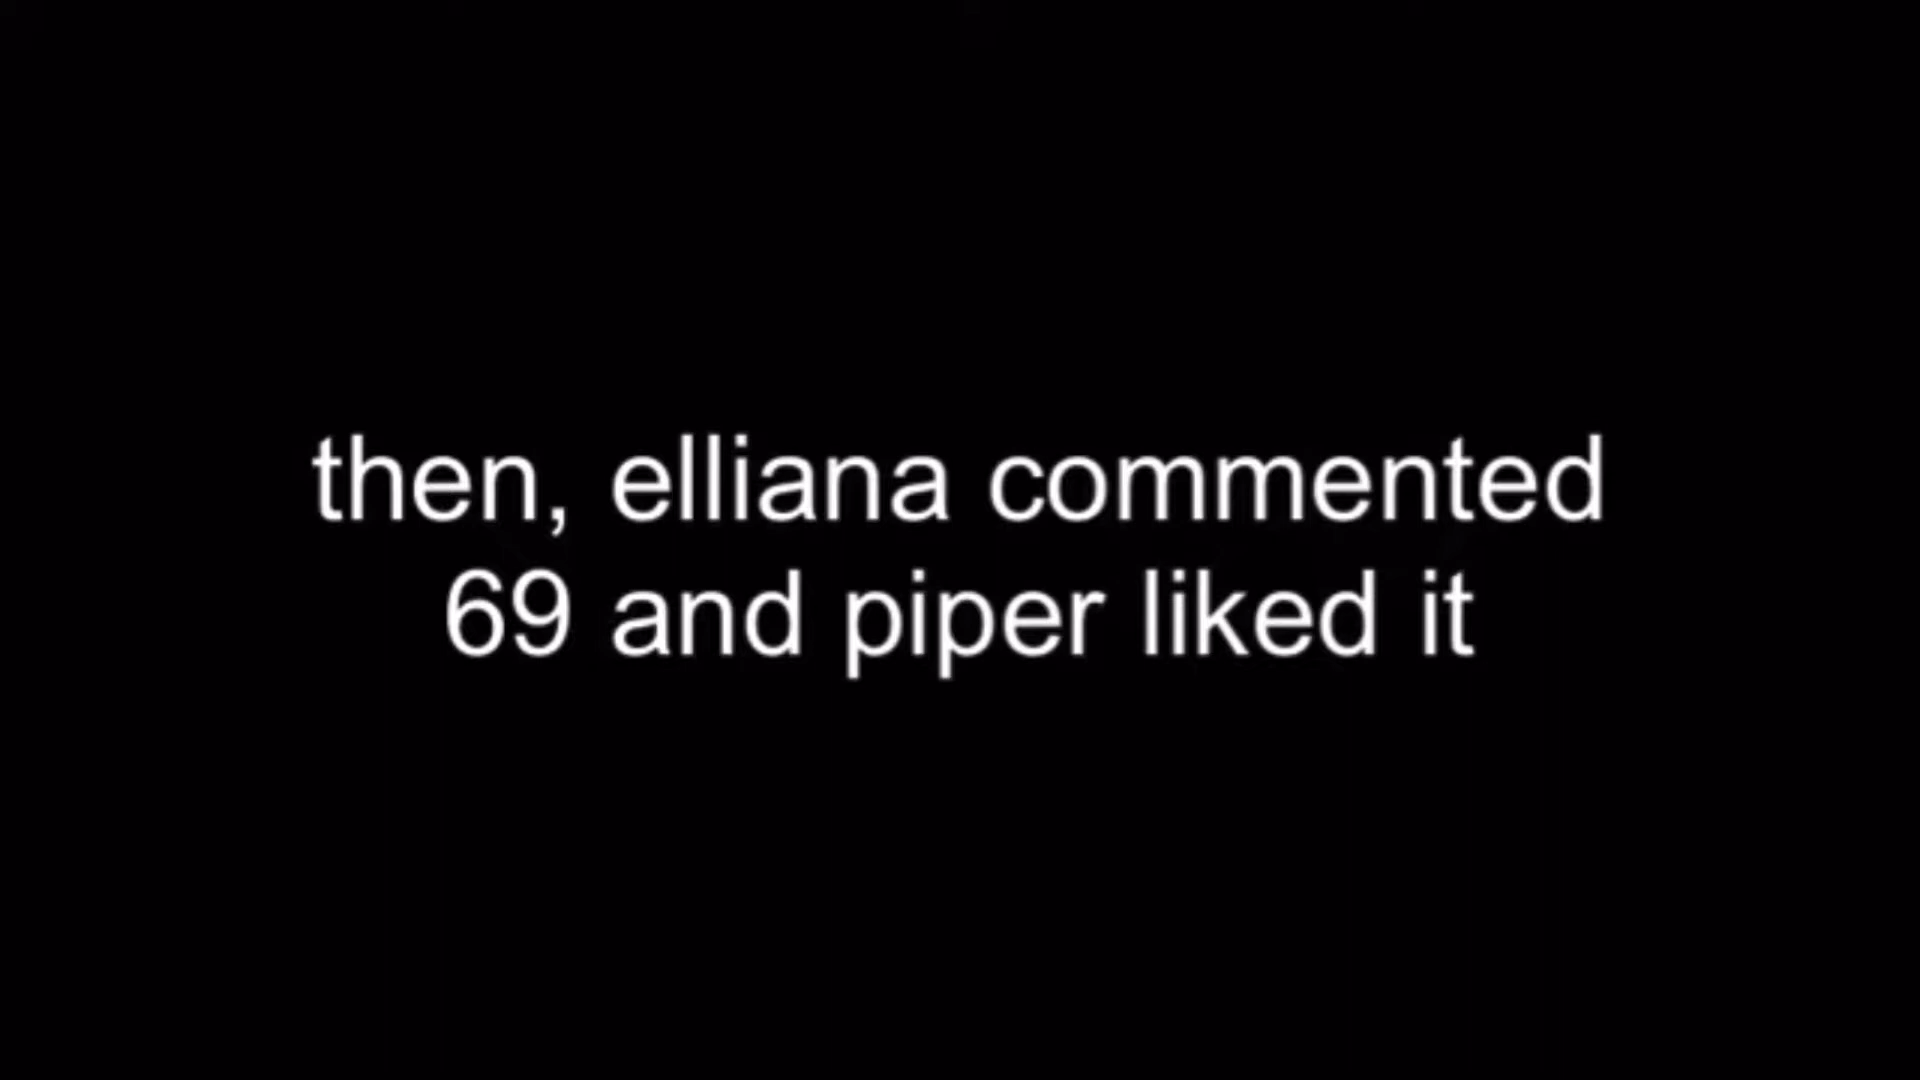 then, elliana commented
69 and piper liked it